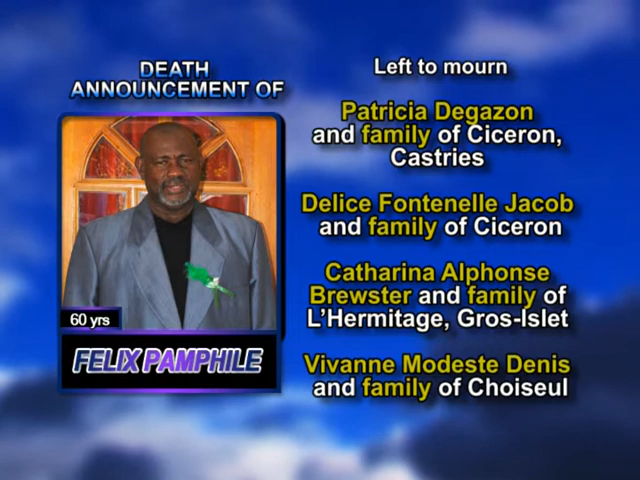 DEATH
ANNOUNCEMENT OF
60 yrs
FELIX PAMPHILE
Left to mourn
Patricia Degazon
and family of Ciceron,
Castries
Delice Fontenelle Jacob
and family of Ciceron
Catharina Alphonse
Brewster and family of
L'Hermitage, Gros-Islet
Vivanne Modeste Denis
and family of Choiseul